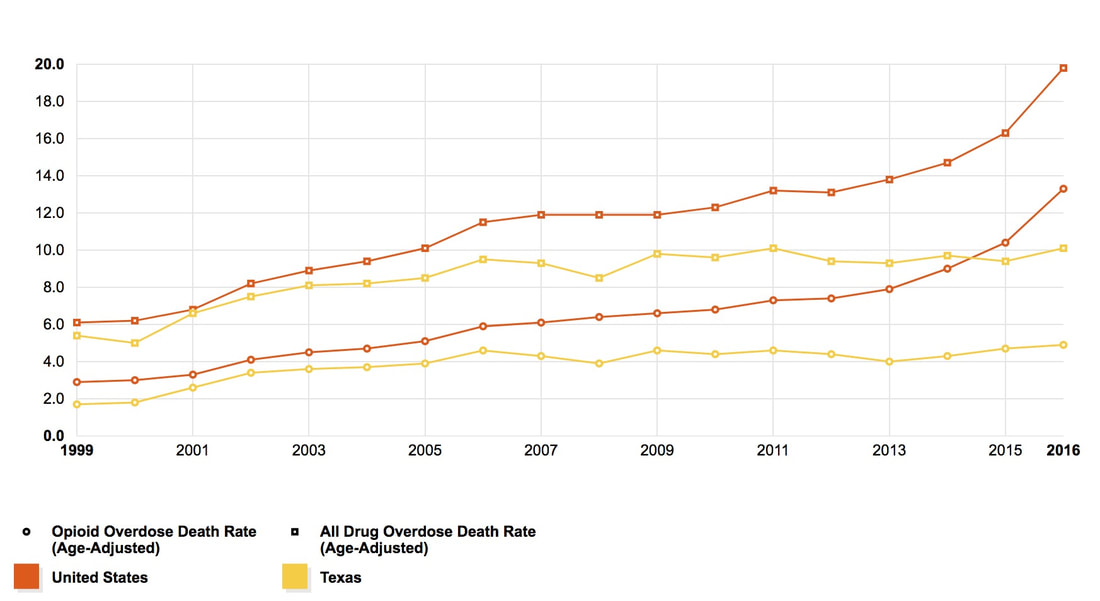 20.0
18.0
16.0
14.0
12.0
10.0
8.0
6.0
4.0
2.0
0.0
1999 2001 2003 2005 2007 2009 2011 2013 2015 2016
Opioid Overdose Death Rate
(Age-Adjusted)
All Drug Overdose Death Rate
(Age-Adjusted)
United States
Texas